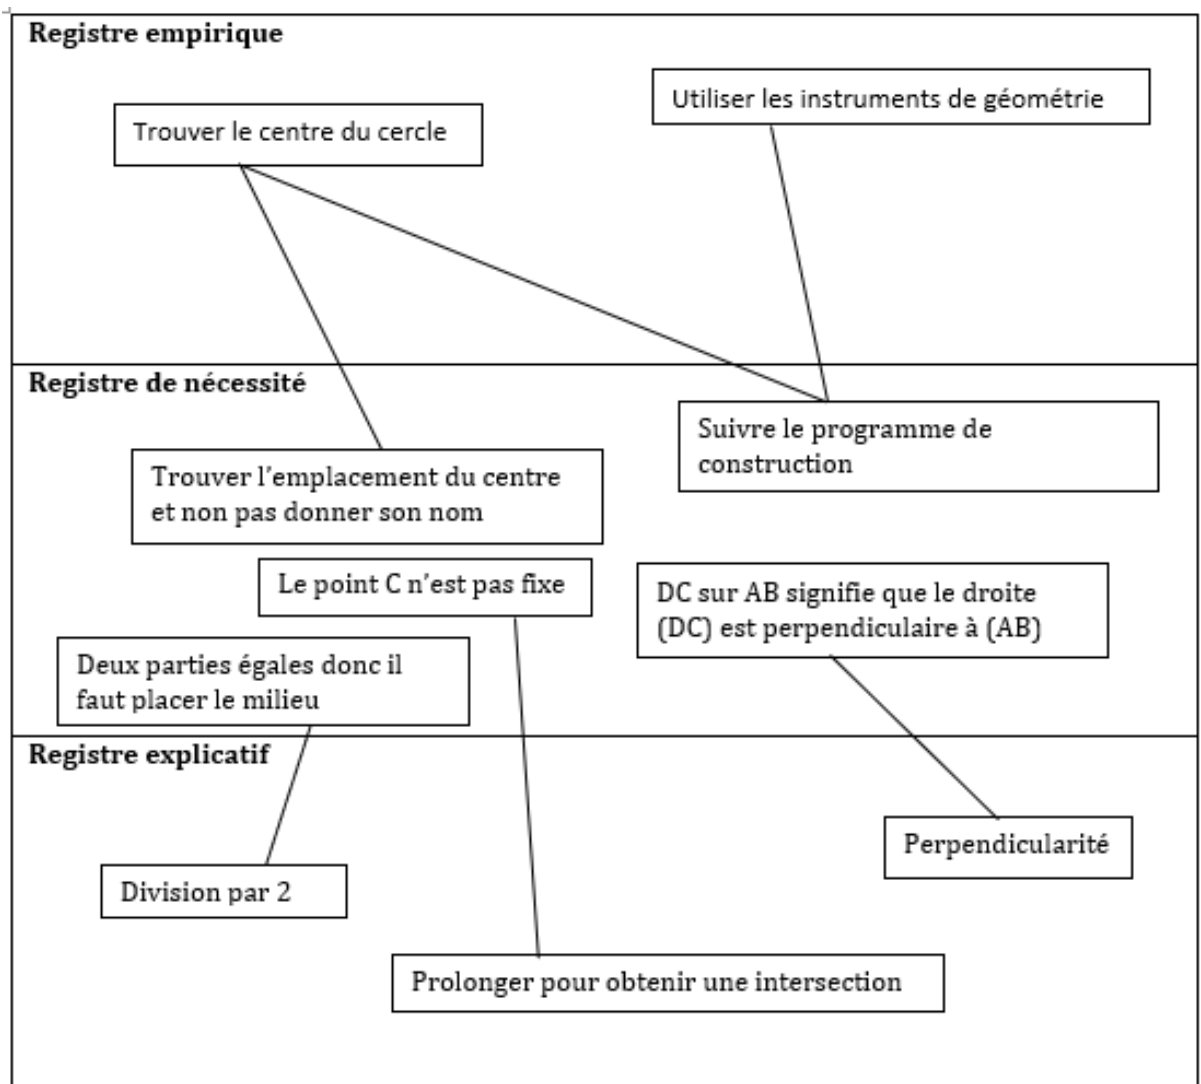 Registre empirique
Utiliser les instruments de géométrie
Trouver le centre du cercle
Registre de nécessité
Suivre le programme de
construction
Trouver l'emplacement du centre
et non pas donner son nom
Le point C n'est pas fixe
DC sur AB signifie que le droite
(DC) est perpendiculaire à (AB)
Deux parties égales donc il
faut placer le milieu
Registre explicatif
Perpendicularité
Division par 2
Prolonger pour obtenir une intersection